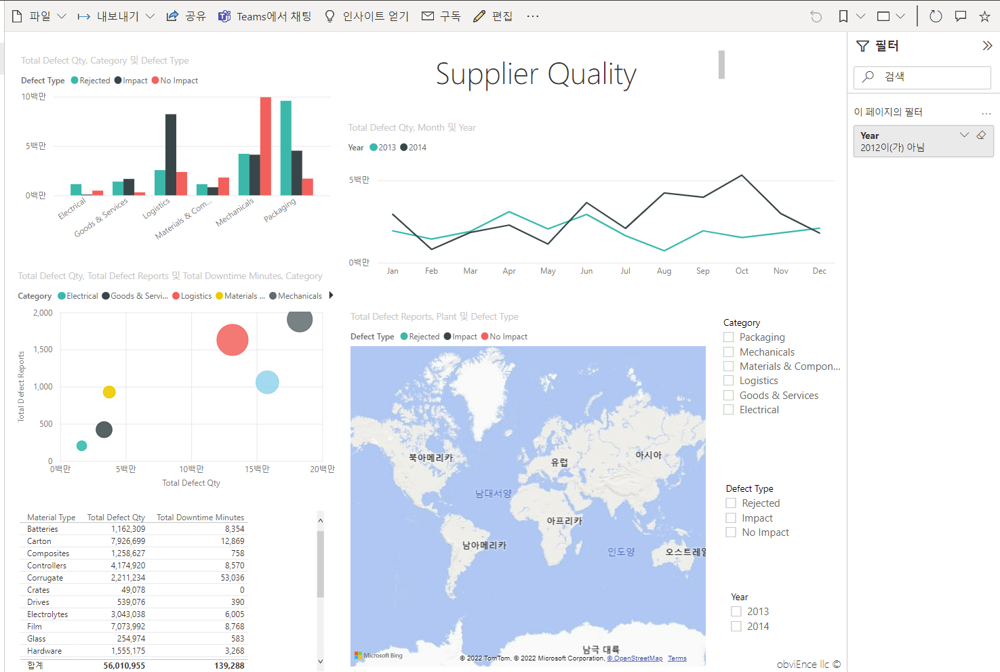 파일 내보내기 공유 Teams에서 채팅 인사이트 얻기 구독 편집 ...
Total Defect Qty, Category 및 Defect Type
Defect Type Rejected Impact No Impact
10백만
5백만
0백만
Electrical Goods & Services Logistics Materials & Com... Mechanicals Packaging
Supplier Quality
Total Defect Qty, Month 및 Year
Year 2013 2014
5백만
0백만
Jan Feb Mar Apr May Jun Jul Aug Sep Oct Nov Dec
Total Defect Qty, Total Defect Reports 및 Total Downtime Minutes, Category
Category Electrical Goods & Servi... Logistics Materials ... Mechanicals
Total Defect Reports
2,000
1,500
1,000
500
0
0백만 5백만 10백만 15백만 20백만
Total Defect Qty
Material Type Total Defect Qty Total Downtime Minutes
Batteries 1,162,309 8,354
Carton 7,926,699 12,869
Composites 1,258,627 758
Controllers 4,174,920 8,570
Corrugate 2,211,234 53,036
Crates 49,078 0
Drives 539,076 390
Electrolytes 3,043,038 6,005
Film 7,073,992 8,768
Glass 254,974 583
Hardware 1,555,175 3,268
합계 56,010,955 139,288
Total Defect Reports, Plant 및 Defect Type
Defect Type Rejected Impact No Impact
북아메리카
유럽
아시아
남대서양
아프리카
남아메리카
인도양
오스트레일
남극 대륙
Microsoft Bing
© 2022 TomTom, © 2022 Microsoft Corporation, © OpenStreetMap Terms
Category
Packaging
Mechanicals
Materials & Compon...
Logistics
Goods & Services
Electrical
Defect Type
Rejected
Impact
No Impact
Year
2013
2014
obviEnce llc ©
필터
검색
이 페이지의 필터 ...
Year
2012이(가) 아님